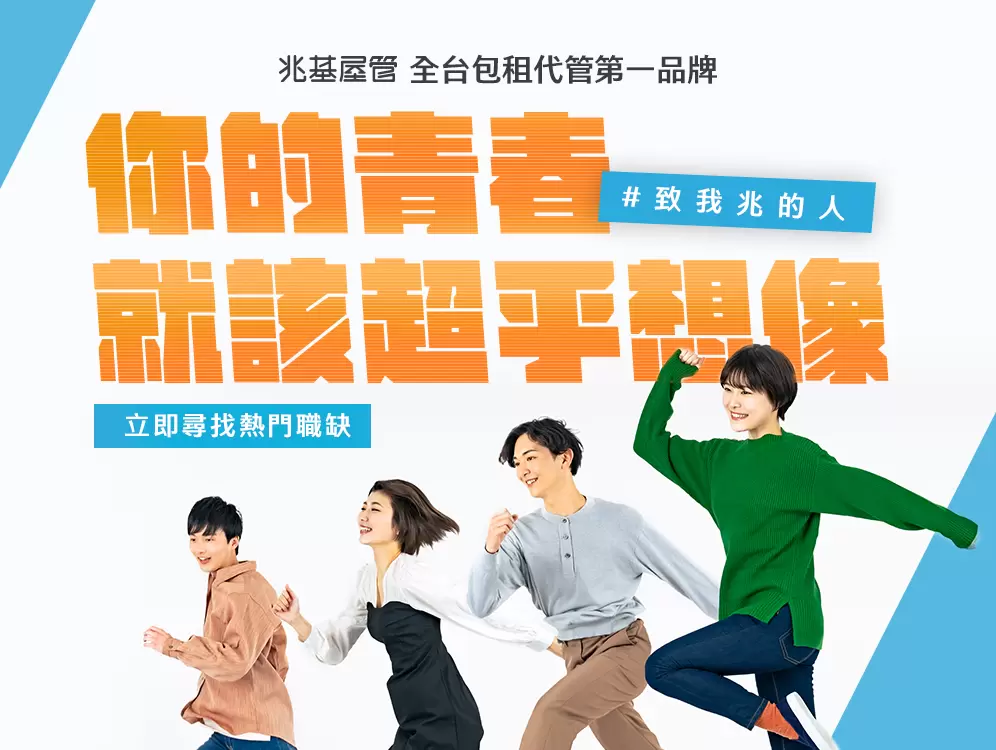 兆基屋管 全台包租代管第一品牌
你的青春
#致我兆的人
就該超乎想像
立即尋找熱門職缺